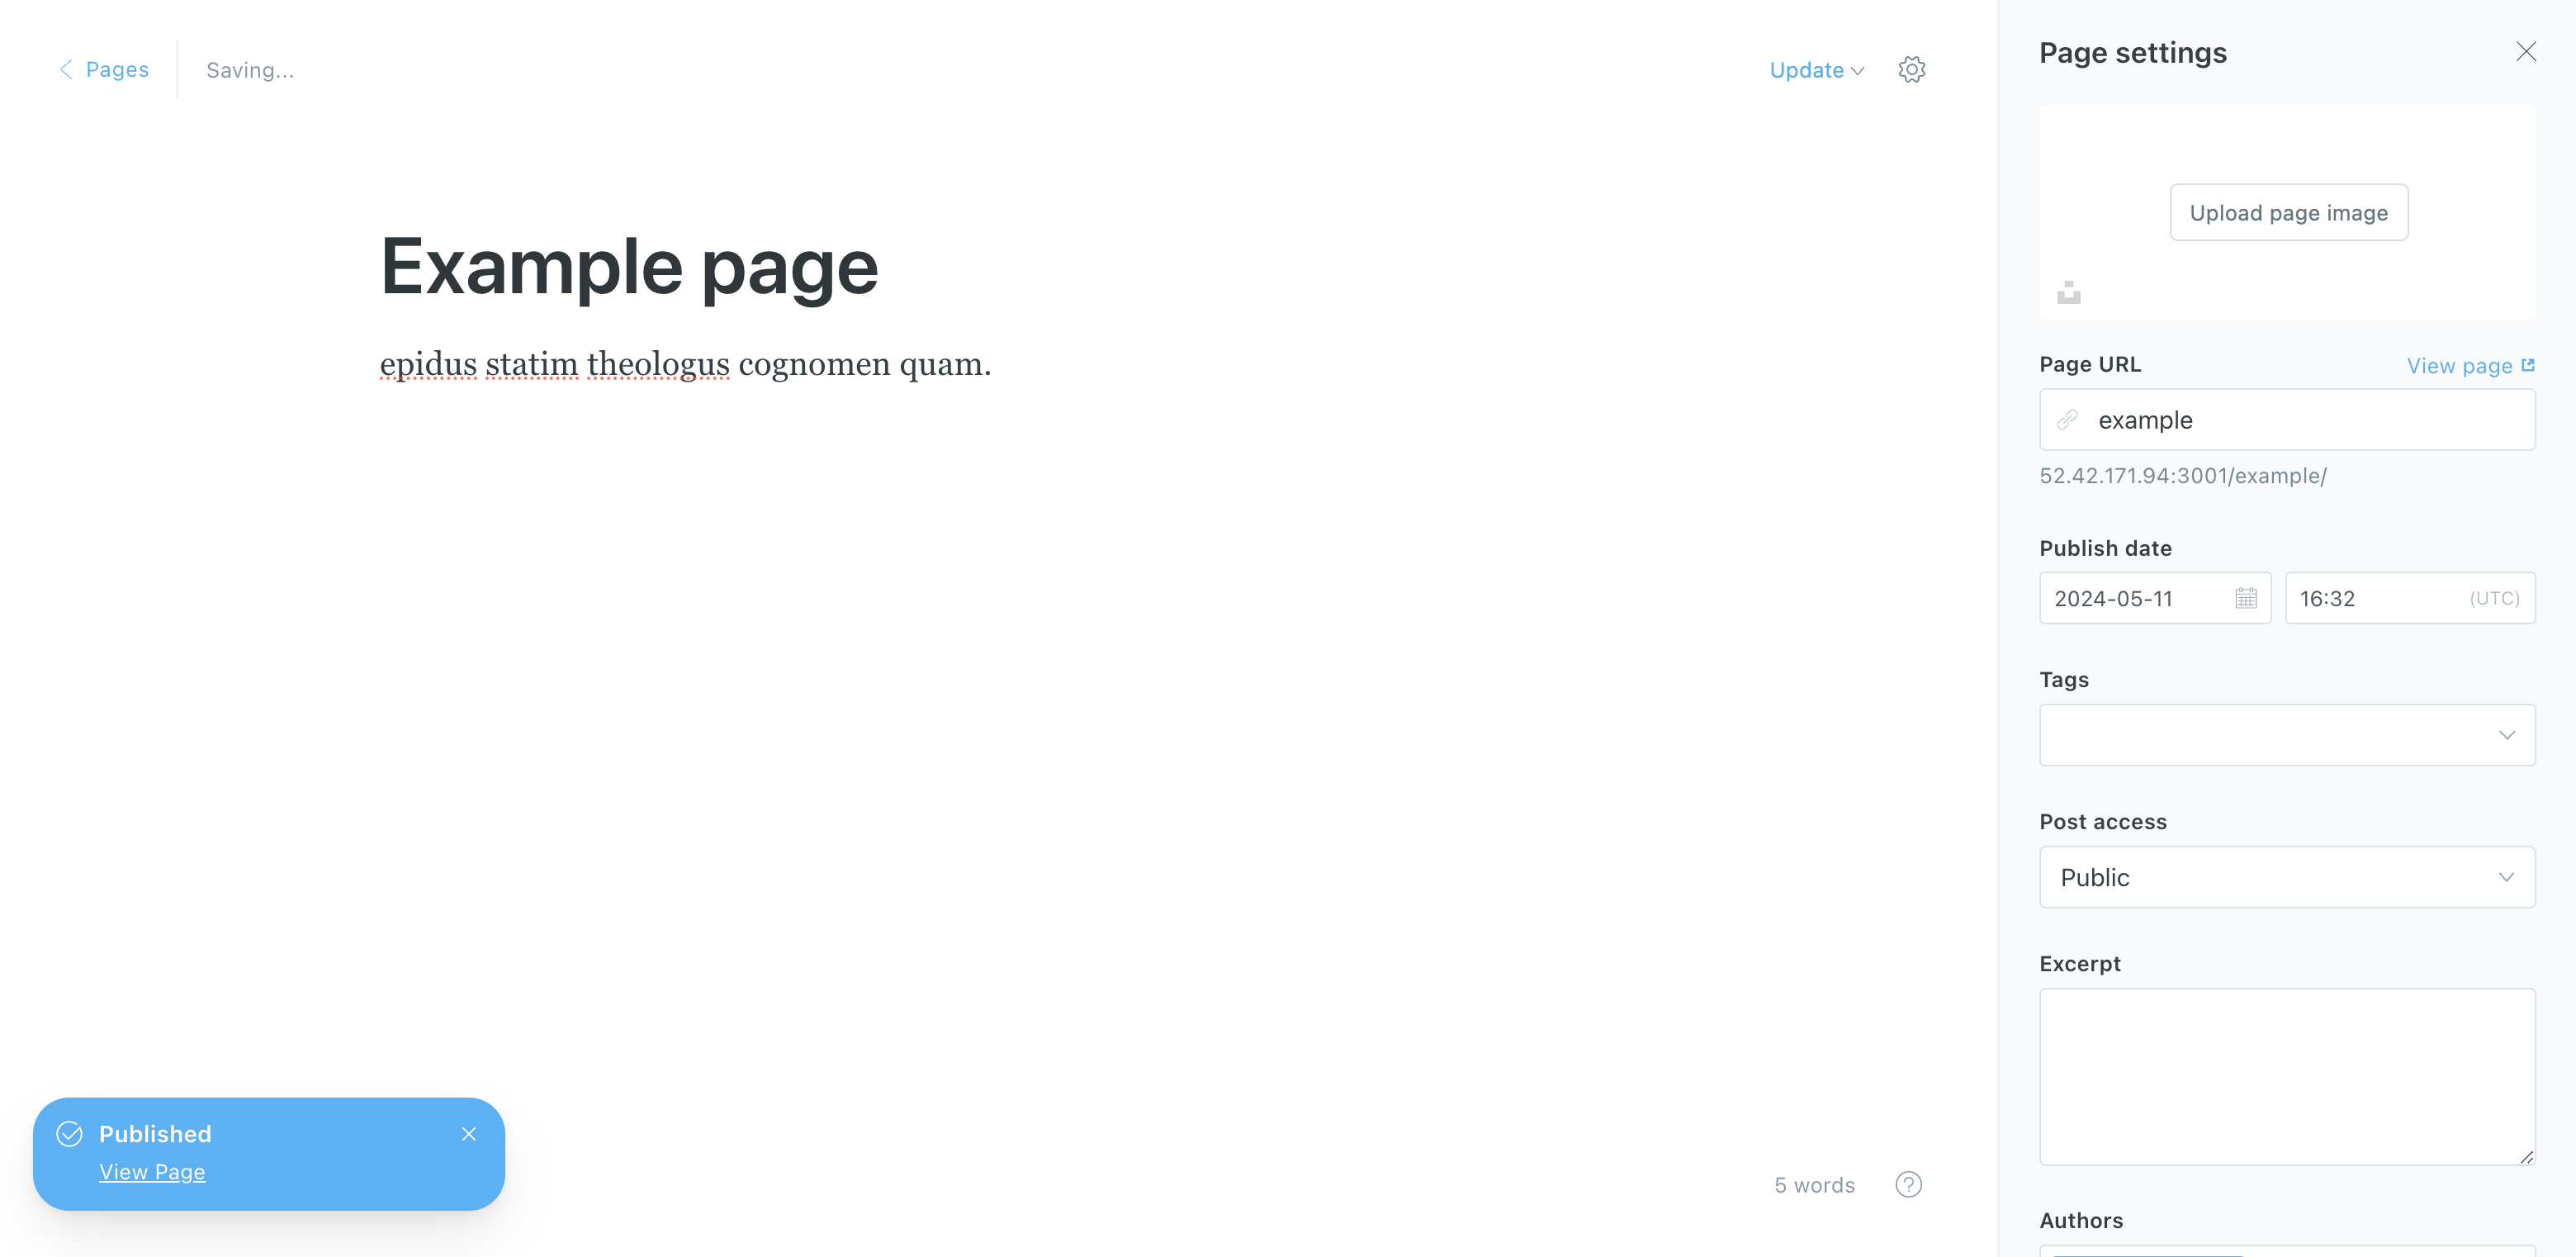 Pages
Saving...
Update
Example page
epidus statim theologus cognomen quam.
Published
View Page
5 words
?
Page settings
Upload page image
Page URL
View page
example
52.42.171.94:3001/example/
Publish date
2024-05-11
16:32 (UTC)
Tags
Post access
Public
Excerpt
Authors